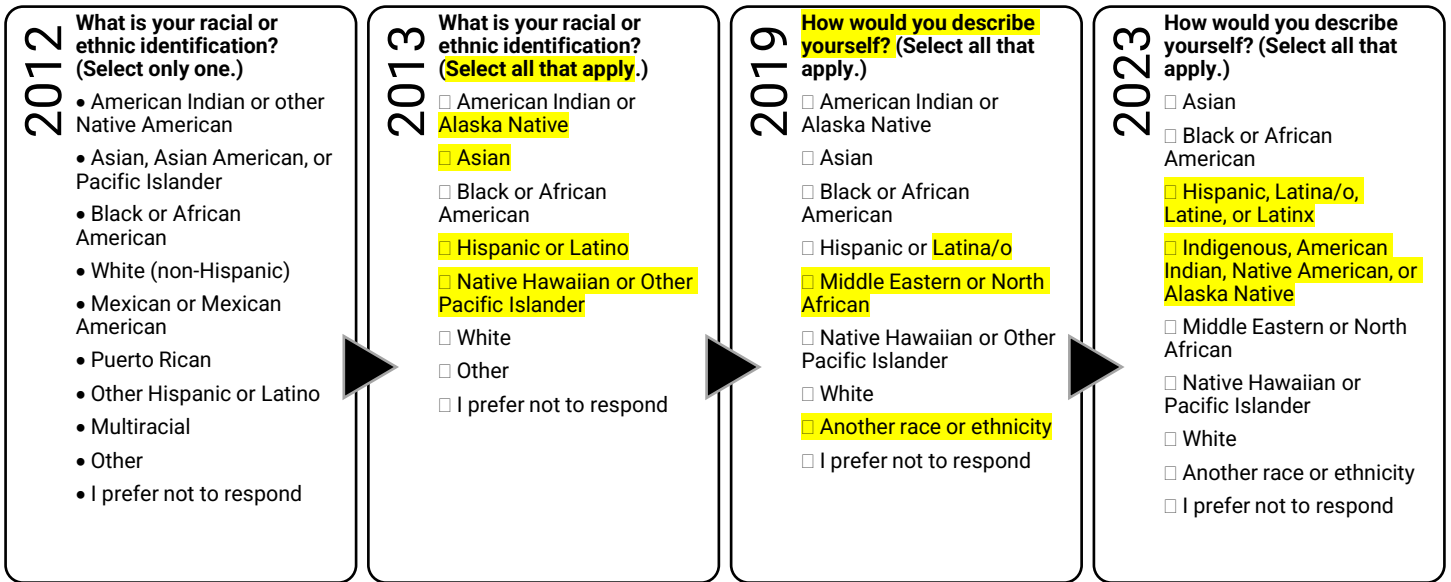 2012
What is your racial or
ethnic identification?
(Select only one.)
• American Indian or other
Native American
• Asian, Asian American, or
Pacific Islander
• Black or African
American
• White (non-Hispanic)
• Mexican or Mexican
American
• Puerto Rican
• Other Hispanic or Latino
• Multiracial
• Other
• I prefer not to respond
2013
What is your racial or
ethnic identification?
(Select all that apply.)
□ American Indian or
Alaska Native
□ Asian
□ Black or African
American
□ Hispanic or Latino
□ Native Hawaiian or Other
Pacific Islander
□ White
□ Other
□ I prefer not to respond
2019
How would you describe
yourself? (Select all that
apply.)
□ American Indian or
Alaska Native
□ Asian
□ Black or African
American
□ Hispanic or Latina/o
□ Middle Eastern or North
African
□ Native Hawaiian or Other
Pacific Islander
□ White
□ Another race or ethnicity
□ I prefer not to respond
2023
How would you describe
yourself? (Select all that
apply.)
□ Asian
□ Black or African
American
□ Hispanic, Latina/o,
Latine, or Latinx
□ Indigenous, American
Indian, Native American, or
Alaska Native
□ Middle Eastern or North
African
□ Native Hawaiian or
Pacific Islander
□ White
□ Another race or ethnicity
□ I prefer not to respond